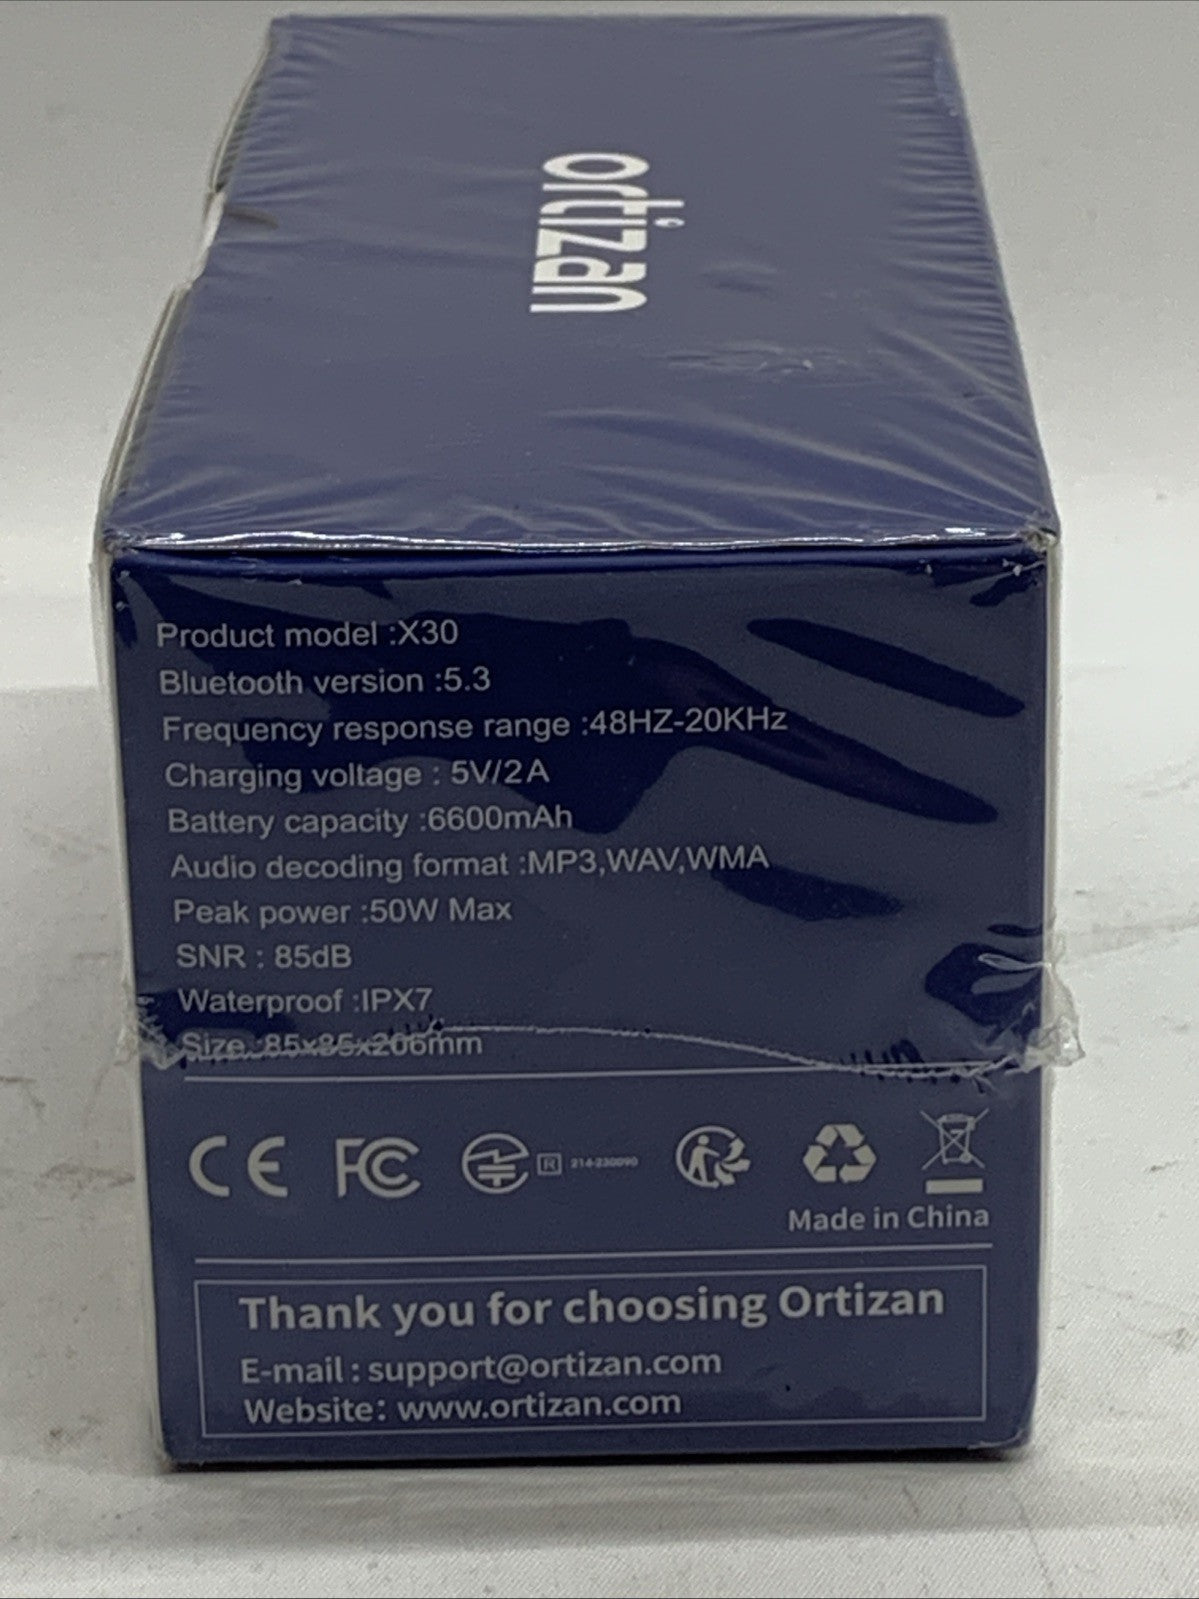 ortizan
Product model :X30
Bluetooth version :5.3
Frequency response range :48HZ-20KHz
Charging voltage : 5V/2A
Battery capacity :6600mAh
Audio decoding format :MP3,WAV,WMA
Peak power :50W Max
SNR : 85dB
Waterproof :IPX7
Size :85x85x206mm
CE FC R 214-230090
Made in China
Thank you for choosing Ortizan
E-mail : support@ortizan.com
Website: www.ortizan.com